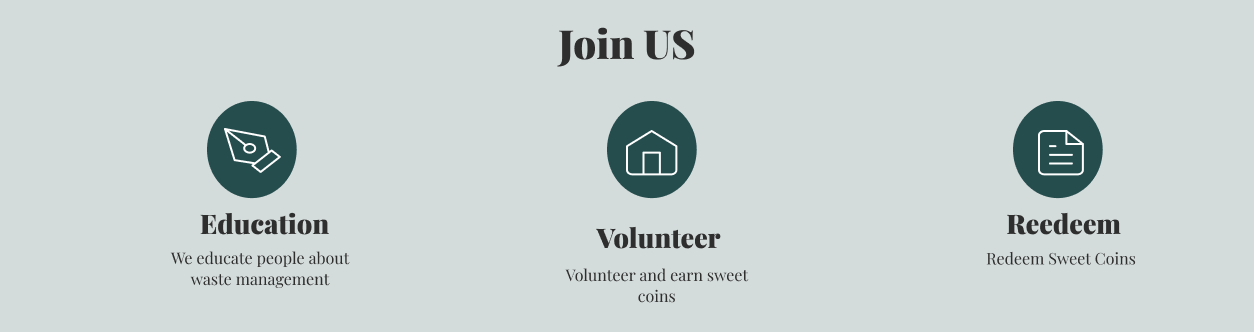 Join US
Education
We educate people about
waste management
Volunteer
Volunteer and earn sweet
coins
Reedeem
Redeem Sweet Coins